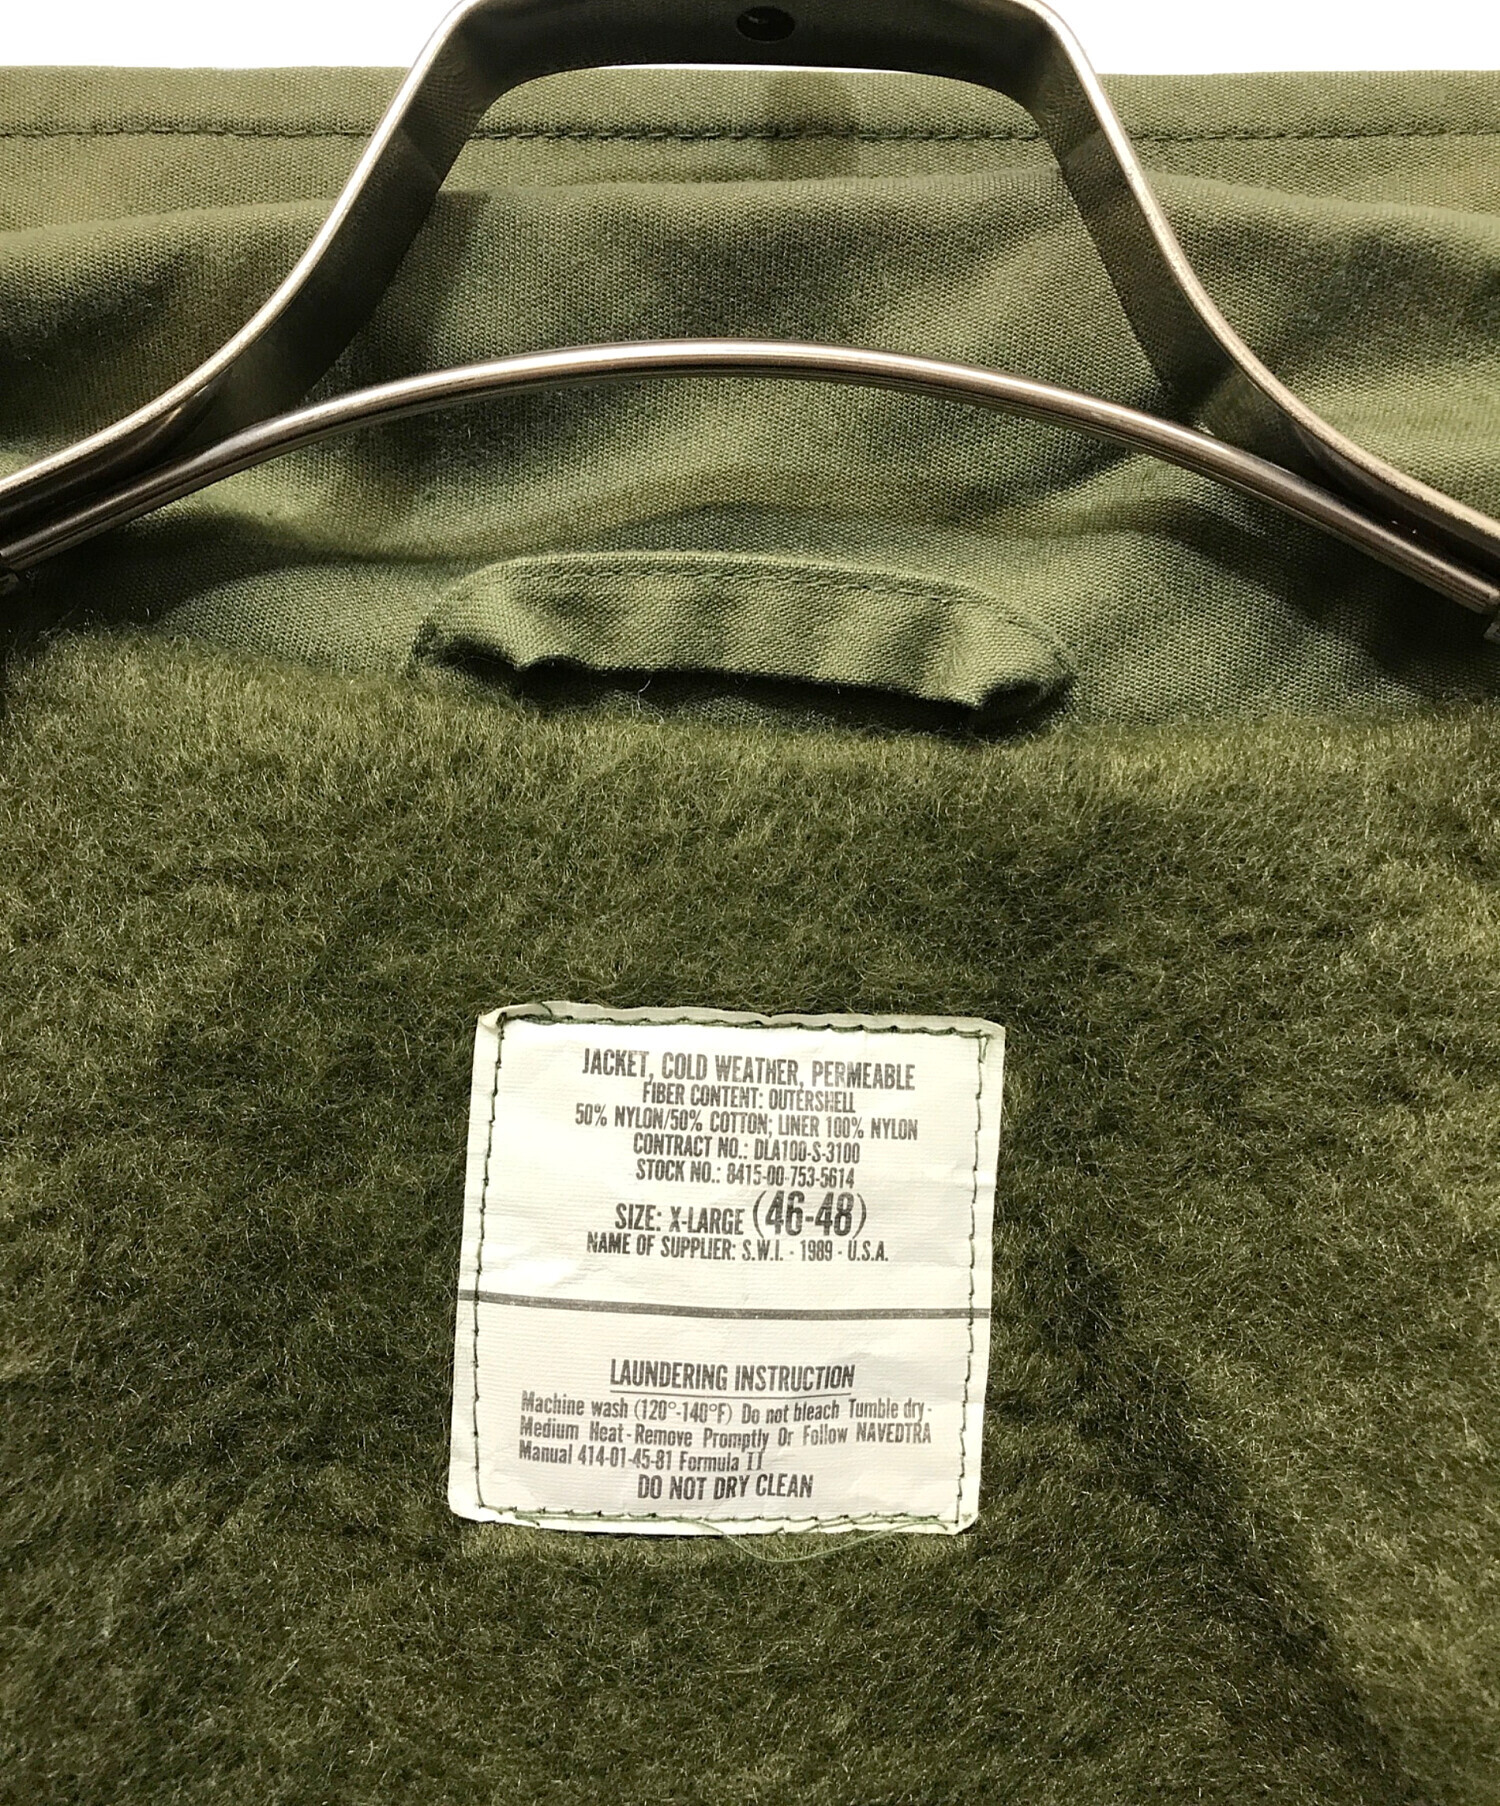 JACKET, COLD WEATHER, PERMEABLE
FIBER CONTENT: OUTERSHELL
50% NYLON/50% COTTON; LINER 100% NYLON
CONTRACT NO.: DLA100-S-3100
STOCK NO.: 8415-00-753-5614
SIZE: X-LARGE (46-48)
NAME OF SUPPLIER: S.W.I. - 1989 - U.S.A.
LAUNDERING INSTRUCTION
Machine wash (120°-140°F) Do not bleach Tumble dry-
Medium Heat-Remove Promptly Or Follow NAVEDTRA
Manual 414-01-45-81 Formula II
DO NOT DRY CLEAN